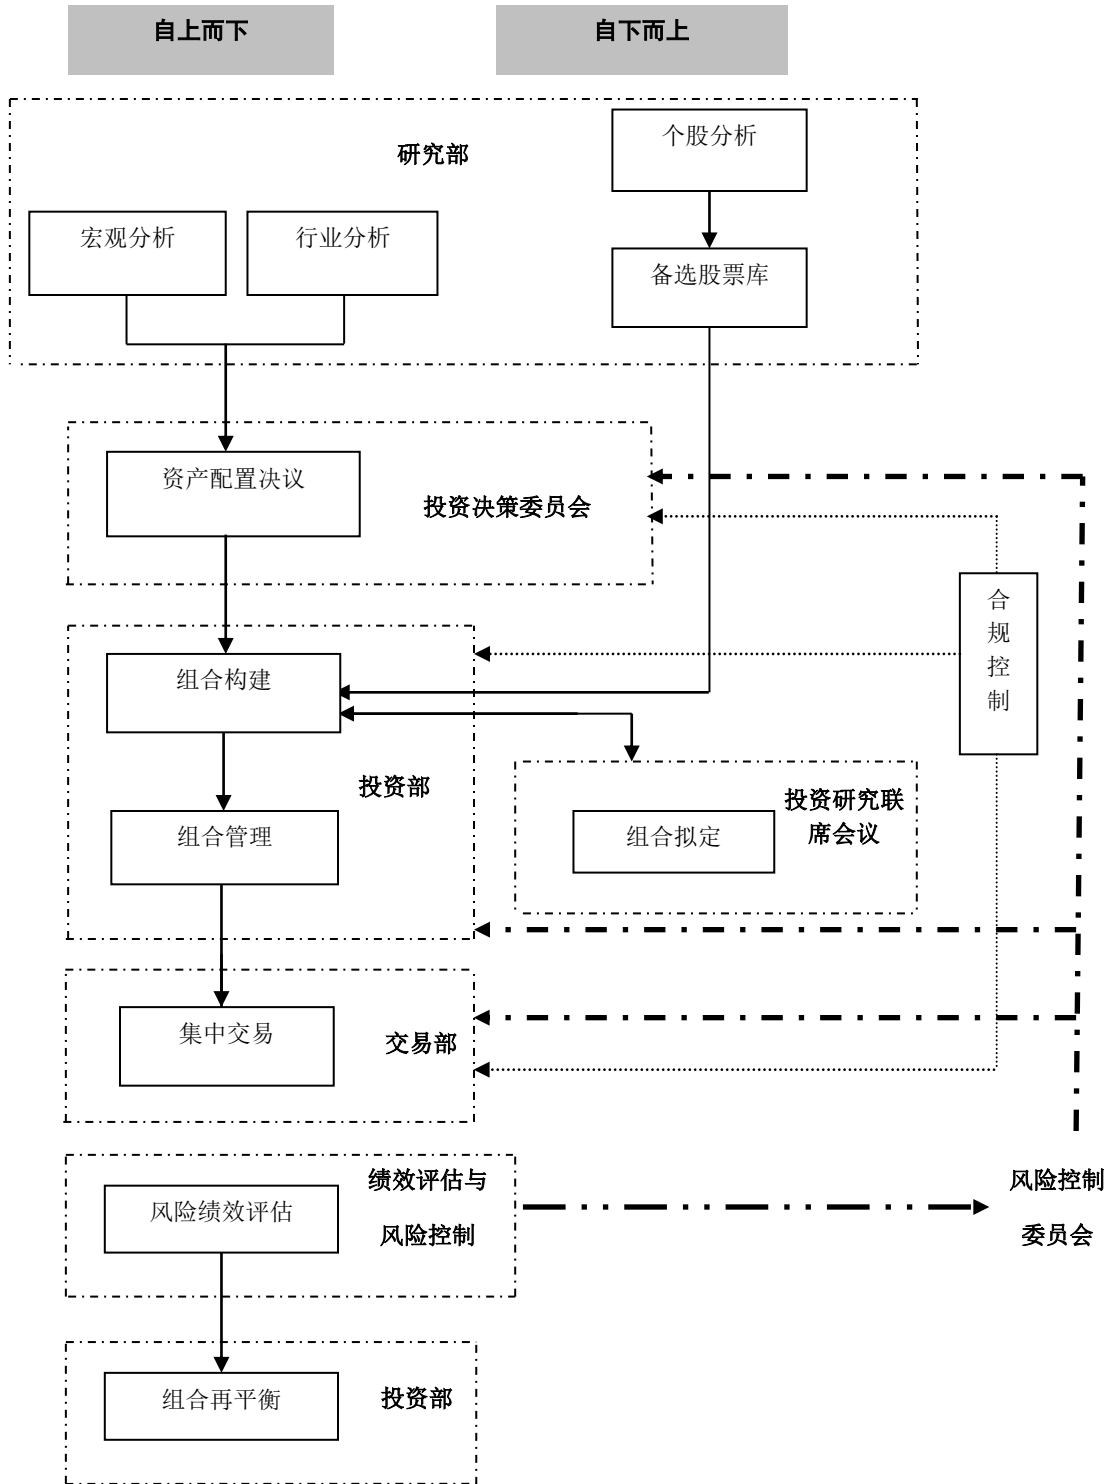 自上而下
自下而上
个股分析
研究部
宏观分析
行业分析
备选股票库
资产配置决议
投资决策委员会
合
规
控
制
组合构建
投资部
投资研究联
席会议
组合拟定
组合管理
集中交易
交易部
绩效评估与
风险控制
风险绩效评估
风险控制
委员会
组合再平衡
投资部